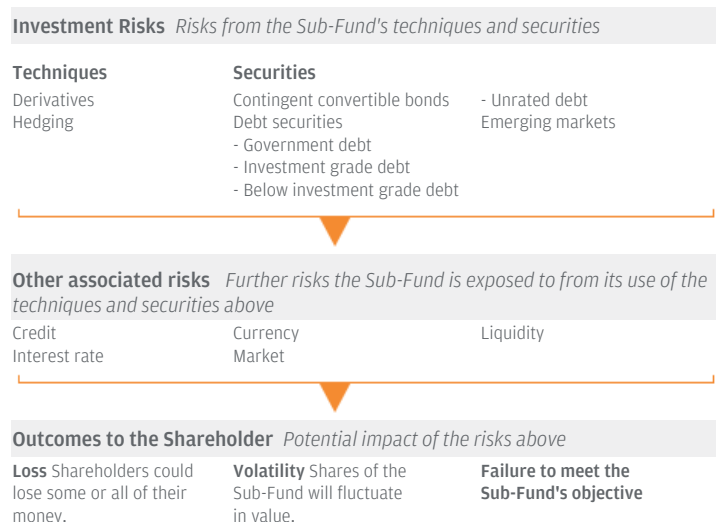 Investment Risks Risks from the Sub-Fund's techniques and securities
Techniques
Derivatives
Hedging
Securities
Contingent convertible bonds
Debt securities
- Government debt
- Investment grade debt
- Below investment grade debt
- Unrated debt
Emerging markets
Other associated risks Further risks the Sub-Fund is exposed to from its use of the
techniques and securities above
Credit
Interest rate
Currency
Market
Liquidity
Outcomes to the Shareholder Potential impact of the risks above
Loss Shareholders could
lose some or all of their
money.
Volatility Shares of the
Sub-Fund will fluctuate
in value.
Failure to meet the
Sub-Fund's objective